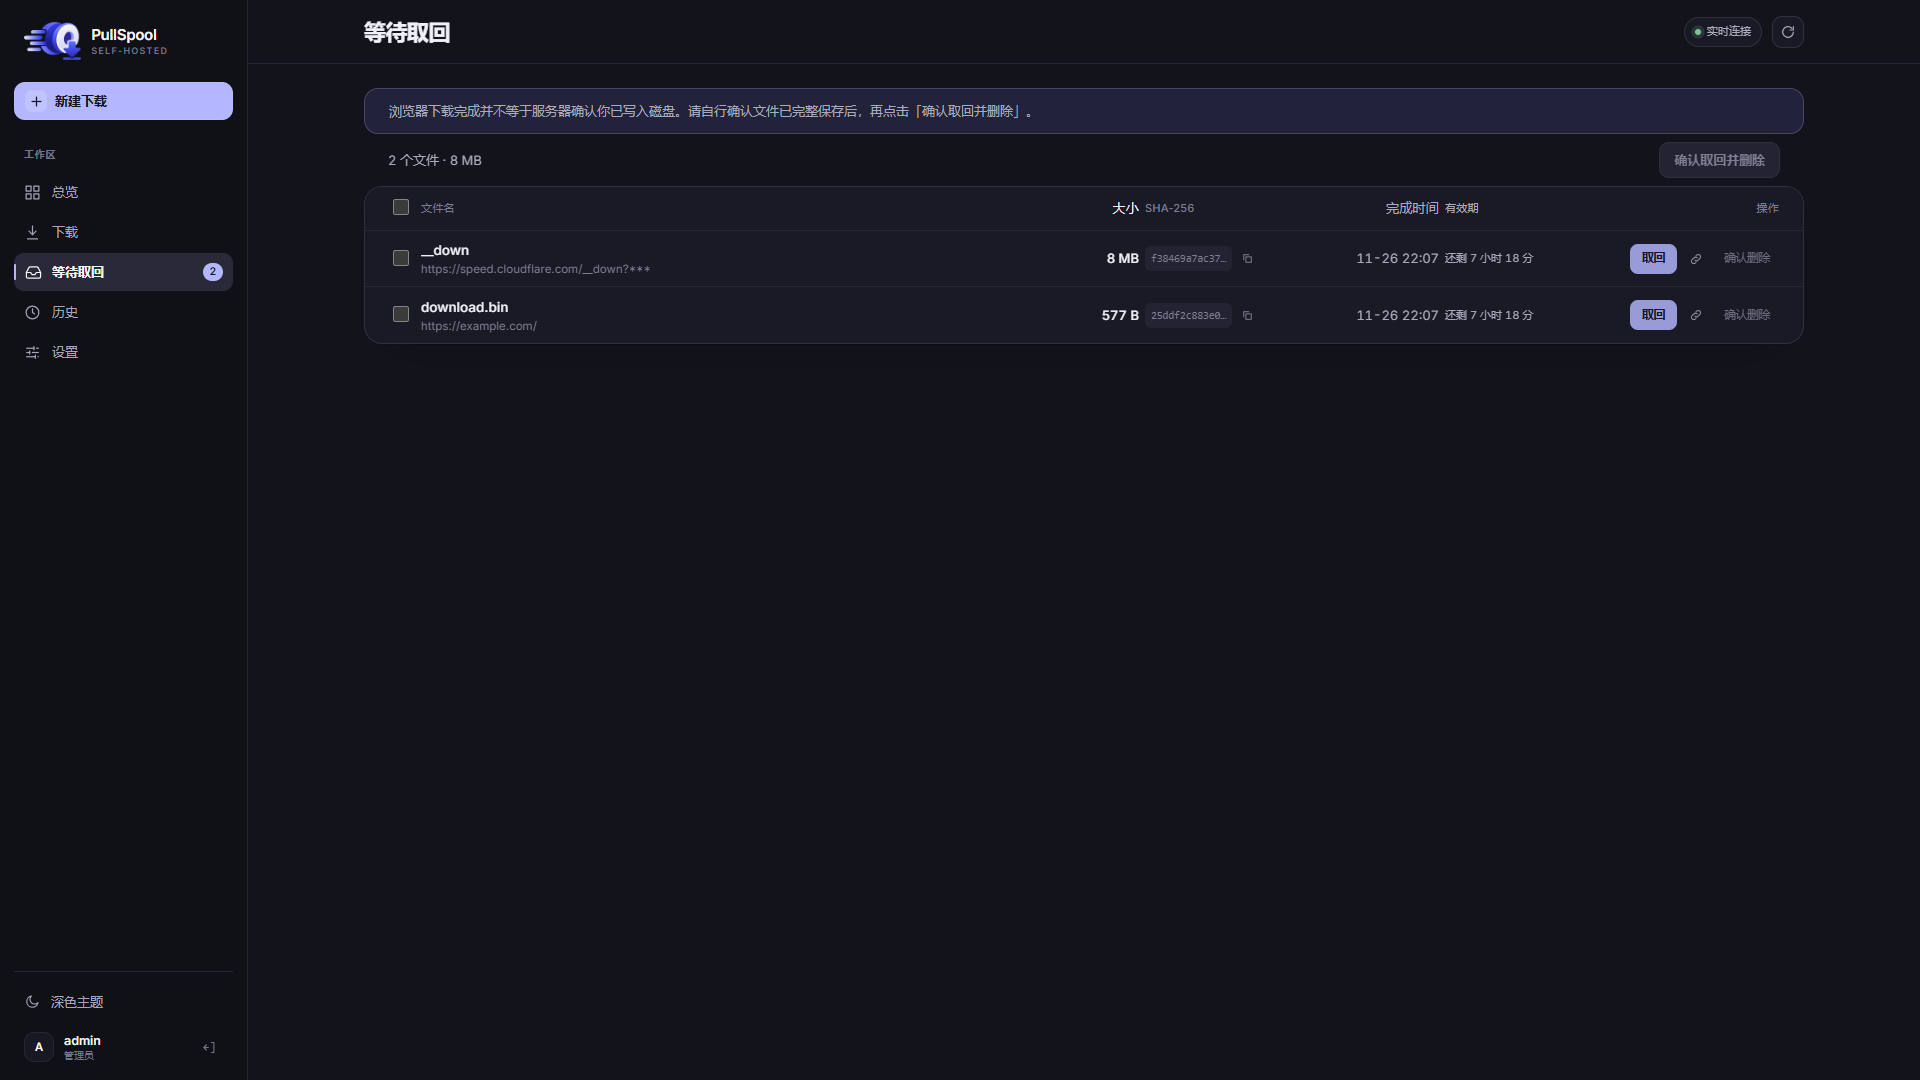 PullSpool
SELF-HOSTED
新建下载
工作区
总览
下载
等待取回 2
历史
设置
深色主题
A
admin
管理员
等待取回
实时连接
浏览器下载完成并不等于服务器确认你已写入磁盘。请自行确认文件已完整保存后，再点击「确认取回并删除」。
2 个文件 · 8 MB
确认取回并删除
文件名 大小 SHA-256 完成时间 有效期 操作
__down
https://speed.cloudflare.com/__down?***
8 MB f38469a7ac37… 11-26 22:07 还剩 7 小时 18 分 取回 确认删除
download.bin
https://example.com/
577 B 25ddf2c883e0… 11-26 22:07 还剩 7 小时 18 分 取回 确认删除